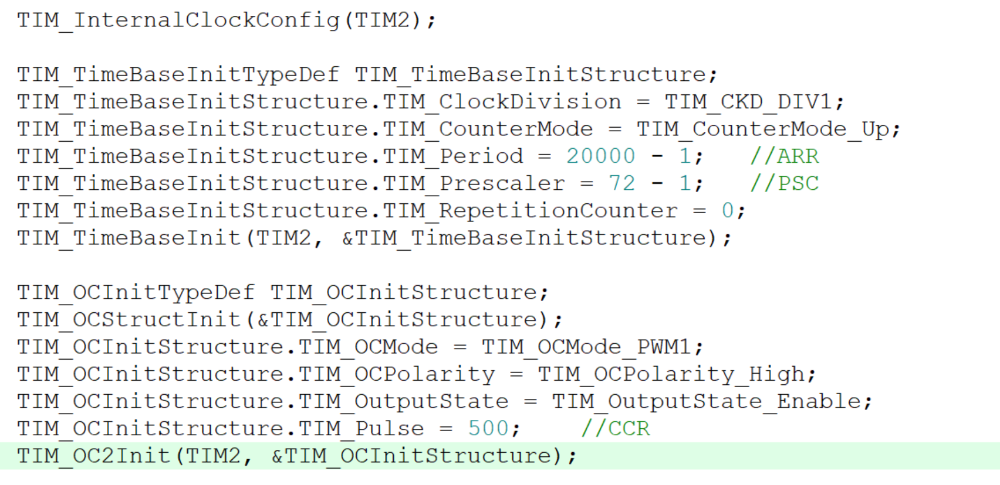 TIM_InternalClockConfig(TIM2);
TIM_TimeBaseInitTypeDef TIM_TimeBaseInitStructure;
TIM_TimeBaseInitStructure.TIM_ClockDivision = TIM_CKD_DIV1;
TIM_TimeBaseInitStructure.TIM_CounterMode = TIM_CounterMode_Up;
TIM_TimeBaseInitStructure.TIM_Period = 20000 - 1;   //ARR
TIM_TimeBaseInitStructure.TIM_Prescaler = 72 - 1;   //PSC
TIM_TimeBaseInitStructure.TIM_RepetitionCounter = 0;
TIM_TimeBaseInit(TIM2, &TIM_TimeBaseInitStructure);
TIM_OCInitTypeDef TIM_OCInitStructure;
TIM_OCStructInit(&TIM_OCInitStructure);
TIM_OCInitStructure.TIM_OCMode = TIM_OCMode_PWM1;
TIM_OCInitStructure.TIM_OCPolarity = TIM_OCPolarity_High;
TIM_OCInitStructure.TIM_OutputState = TIM_OutputState_Enable;
TIM_OCInitStructure.TIM_Pulse = 500;    //CCR
TIM_OC2Init(TIM2, &TIM_OCInitStructure);